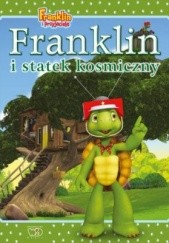 Franklin
i przyjaciele
Franklin
i statek kosmiczny